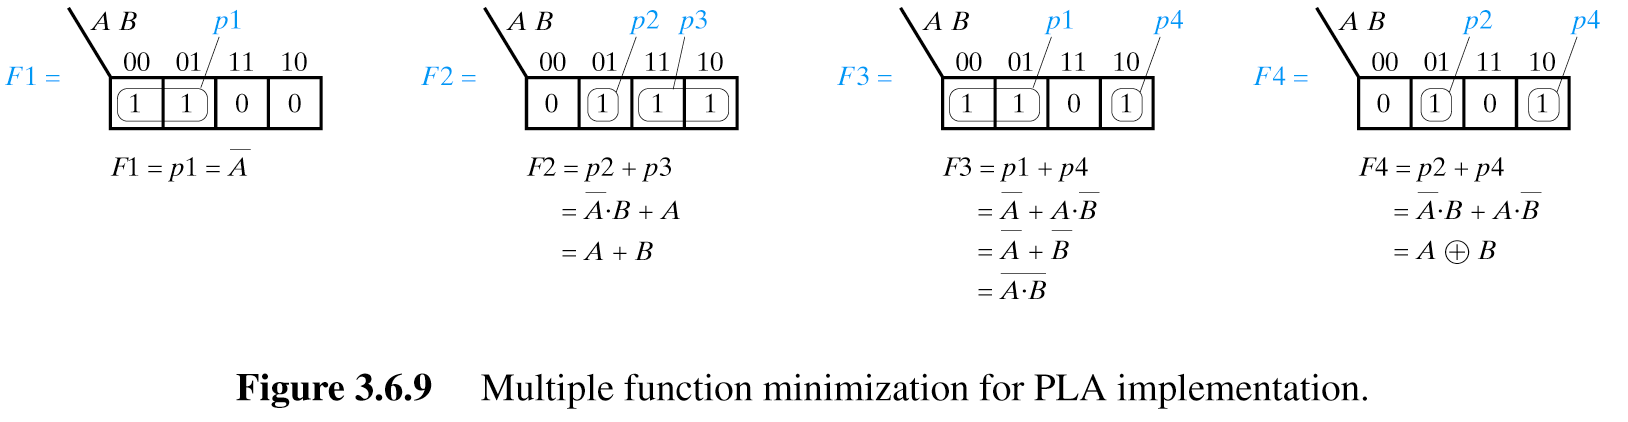 A B p1 A B p2 p3 A B p1 p4 A B p2 p4
00 01 11 10 00 01 11 10 00 01 11 10 00 01 11 10
F1 = F2 = F3 = F4 =
1 1 0 0 0 1 1 1 1 1 0 1 0 1 0 1
F1 = p1 = A̅ F2 = p2 + p3 F3 = p1 + p4 F4 = p2 + p4
= A̅·B + A = A̅ + A·B̅ = A̅·B + A·B̅
= A + B = A̅ + B̅ = A ⊕ B
= A̅·̅B̅
Figure 3.6.9 Multiple function minimization for PLA implementation.